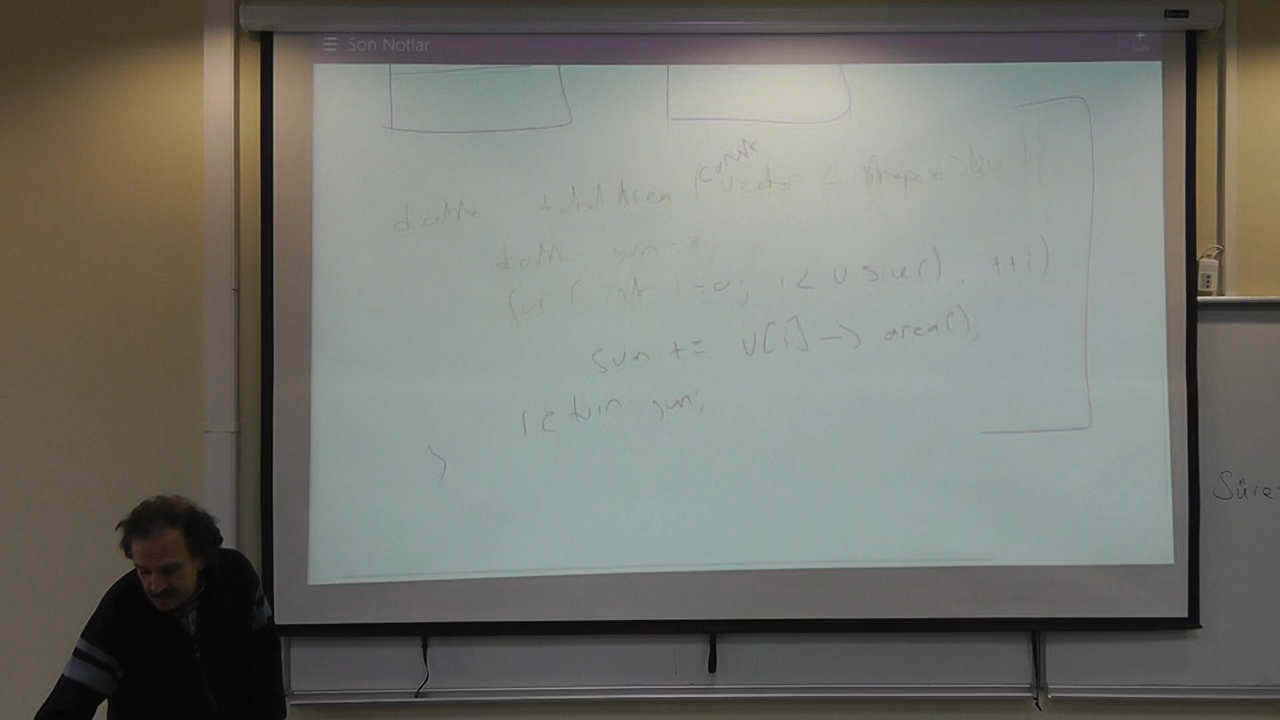 Son Notlar
const
double totalArea ( vector < shape * > &v ) {
double sum = 0;
for ( int i = 0; i < v size() , ++i)
sum += v[i] -> area();
return sum;
}
Süre